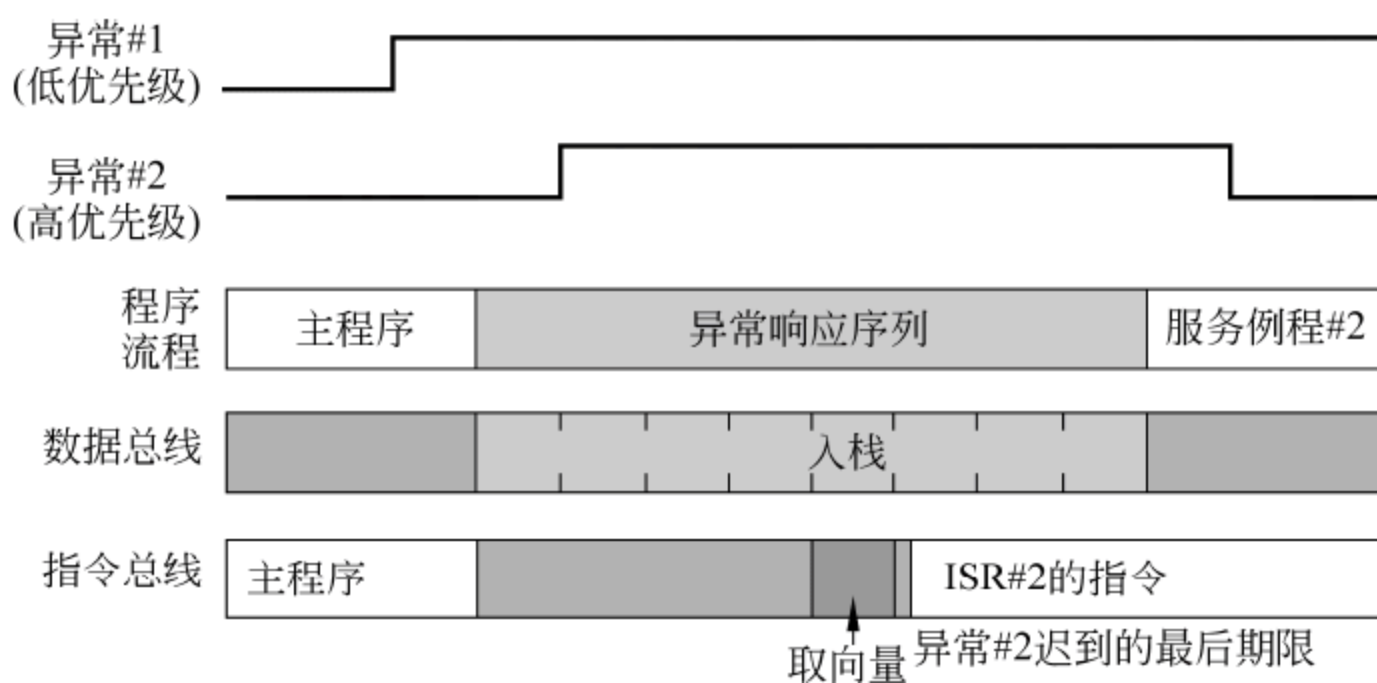 异常#1
(低优先级)
异常#2
(高优先级)
程序
流程
主程序
异常响应序列
服务例程#2
数据总线
入栈
指令总线
主程序
ISR#2的指令
取向量
异常#2迟到的最后期限